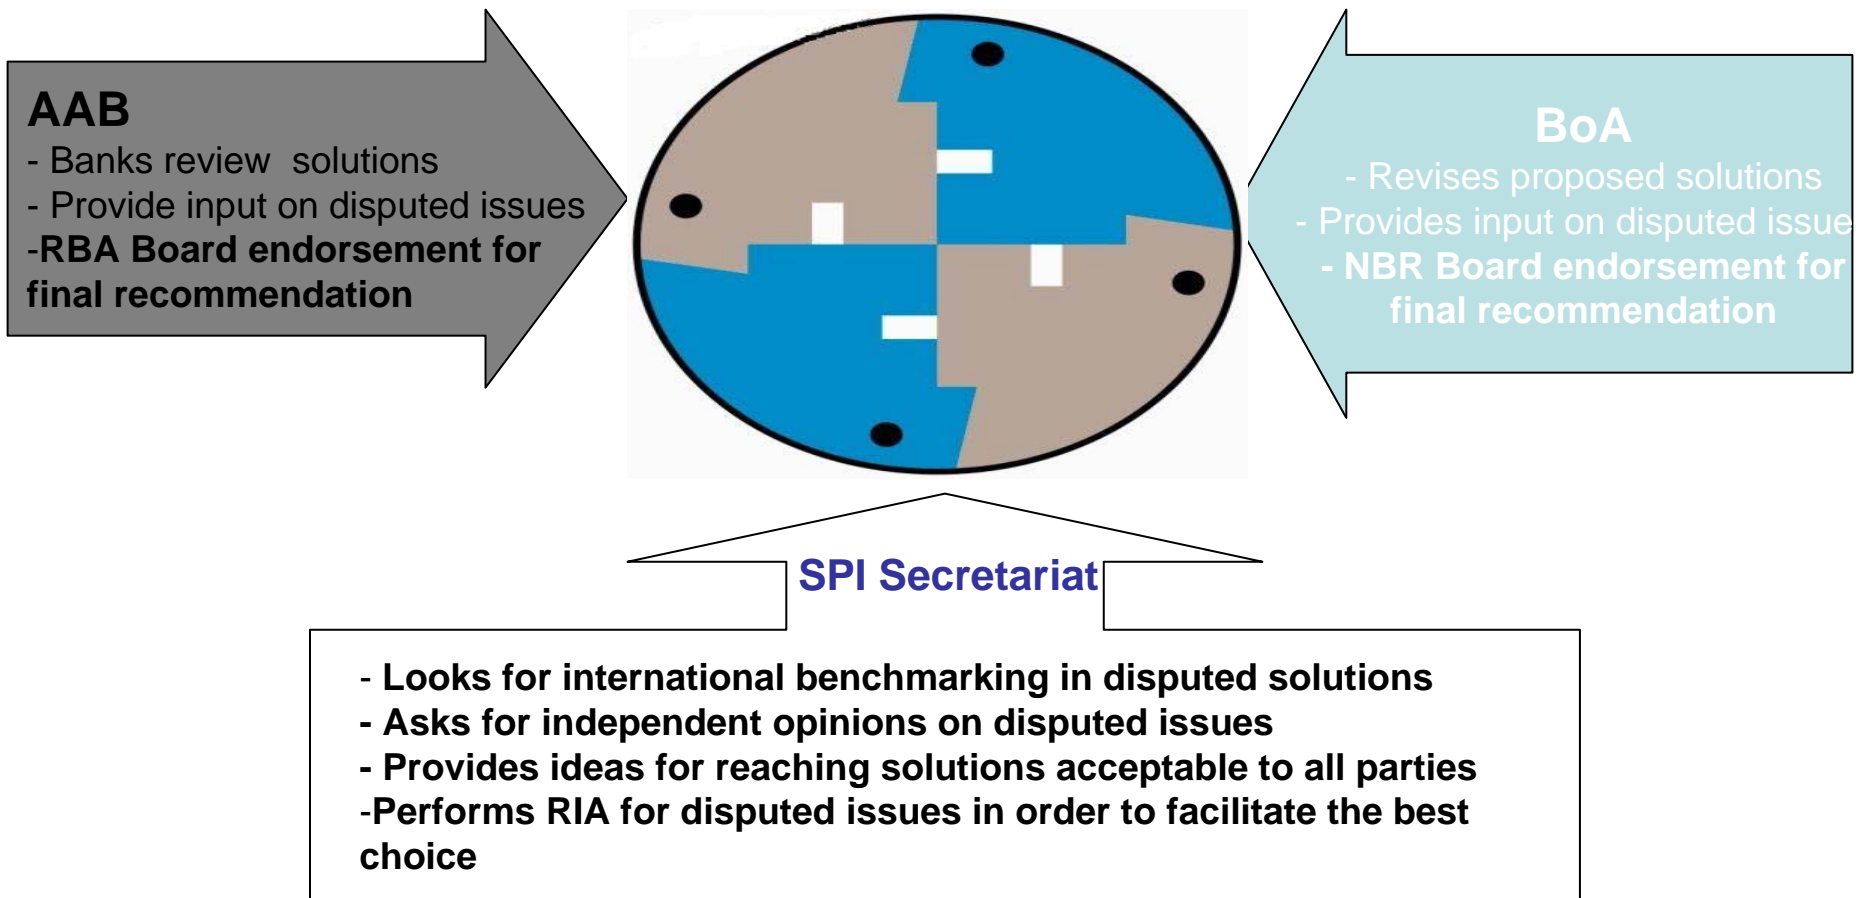 AAB
- Banks review  solutions
- Provide input on disputed issues
-RBA Board endorsement for
final recommendation
BoA
- Revises proposed solutions
- Provides input on disputed issue
- NBR Board endorsement for
final recommendation
SPI Secretariat
- Looks for international benchmarking in disputed solutions
- Asks for independent opinions on disputed issues
- Provides ideas for reaching solutions acceptable to all parties
-Performs RIA for disputed issues in order to facilitate the best
choice